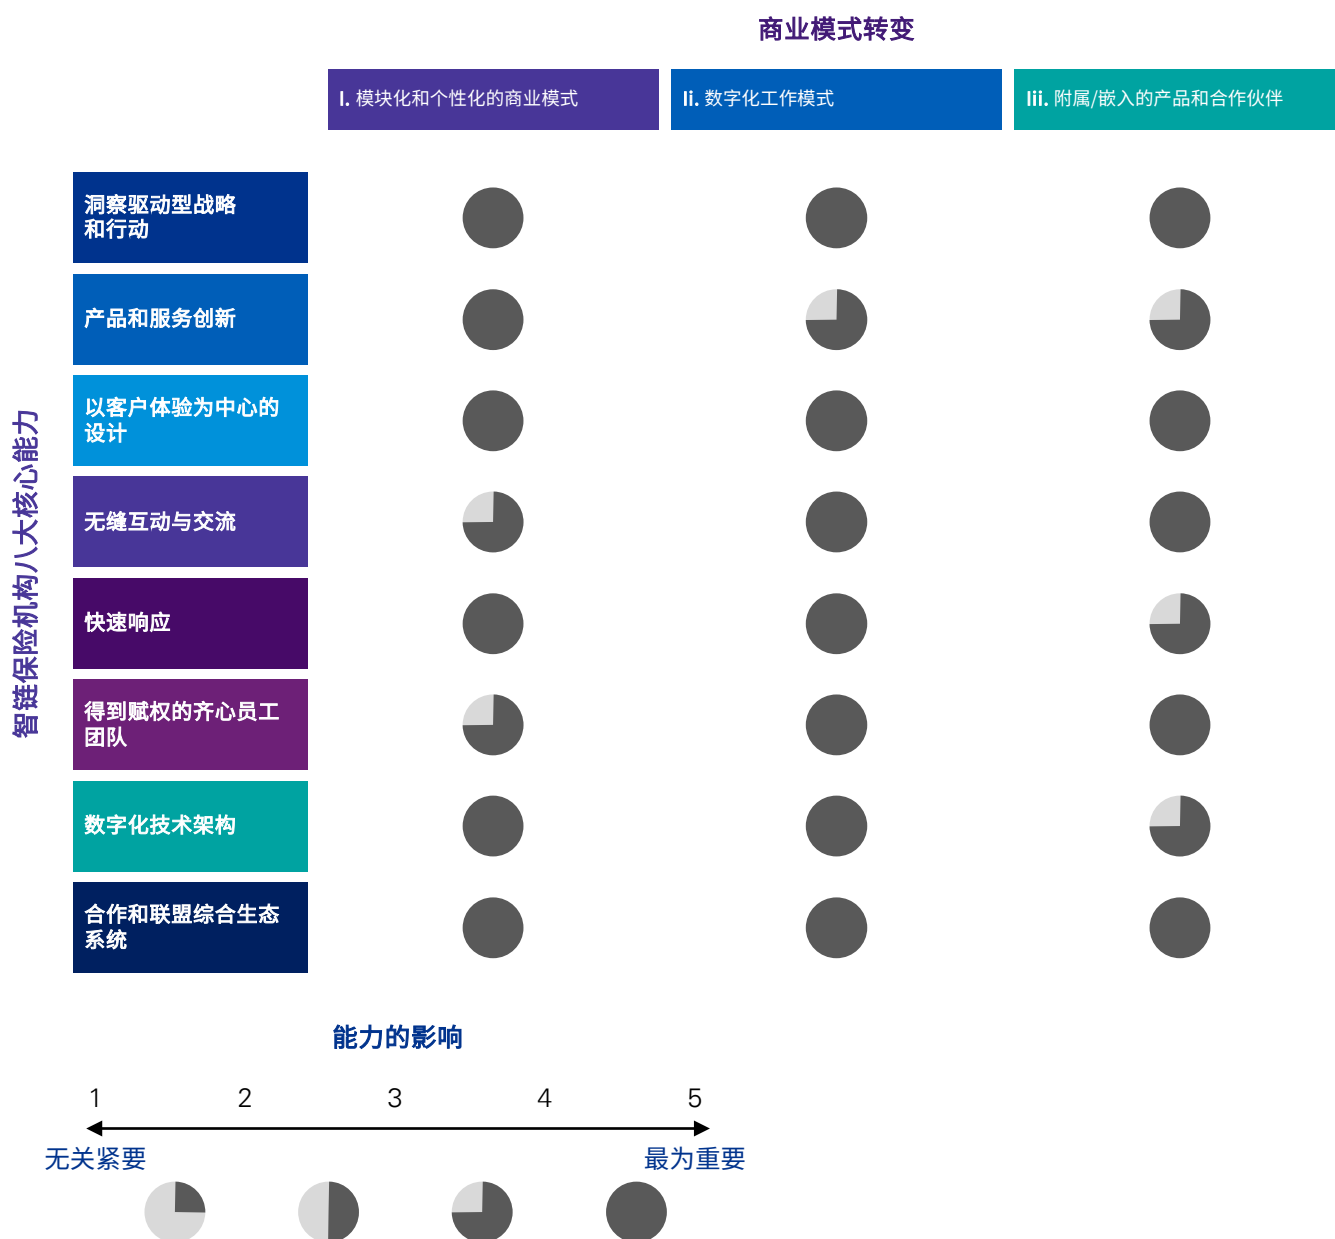 商业模式转变
I. 模块化和个性化的商业模式
Ii. 数字化工作模式
Iii. 附属/嵌入的产品和合作伙伴
智链保险机构八大核心能力
洞察驱动型战略
和行动
产品和服务创新
以客户体验为中心的
设计
无缝互动与交流
快速响应
得到赋权的齐心员工
团队
数字化技术架构
合作和联盟综合生态
系统
能力的影响
1 2 3 4 5
无关紧要 最为重要